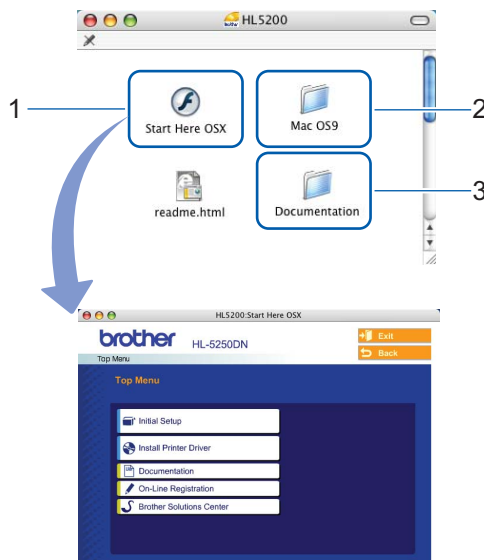 HL5200
1
Start Here OSX
Mac OS9
2
readme.html
Documentation
3
HL5200:Start Here OSX
brother HL-5250DN
Exit
Back
Top Menu
Top Menu
Initial Setup
Install Printer Driver
Documentation
On-Line Registration
Brother Solutions Center